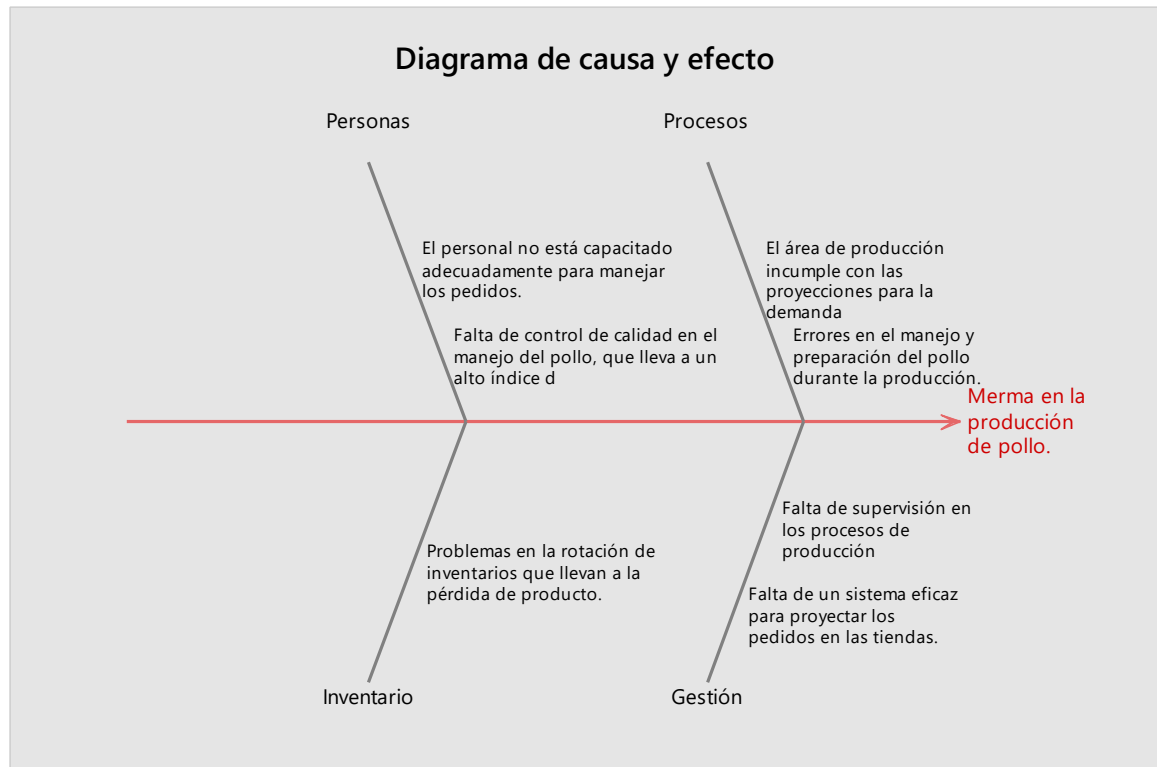 Diagrama de causa y efecto
Personas
Procesos
El personal no está capacitado
adecuadamente para manejar
los pedidos.
El área de producción
incumple con las
proyecciones para la
demanda
Falta de control de calidad en el
manejo del pollo, que lleva a un
alto índice d
Errores en el manejo y
preparación del pollo
durante la producción.
Merma en la
producción
de pollo.
Falta de supervisión en
los procesos de
producción
Problemas en la rotación de
inventarios que llevan a la
pérdida de producto.
Falta de un sistema eficaz
para proyectar los
pedidos en las tiendas.
Inventario
Gestión